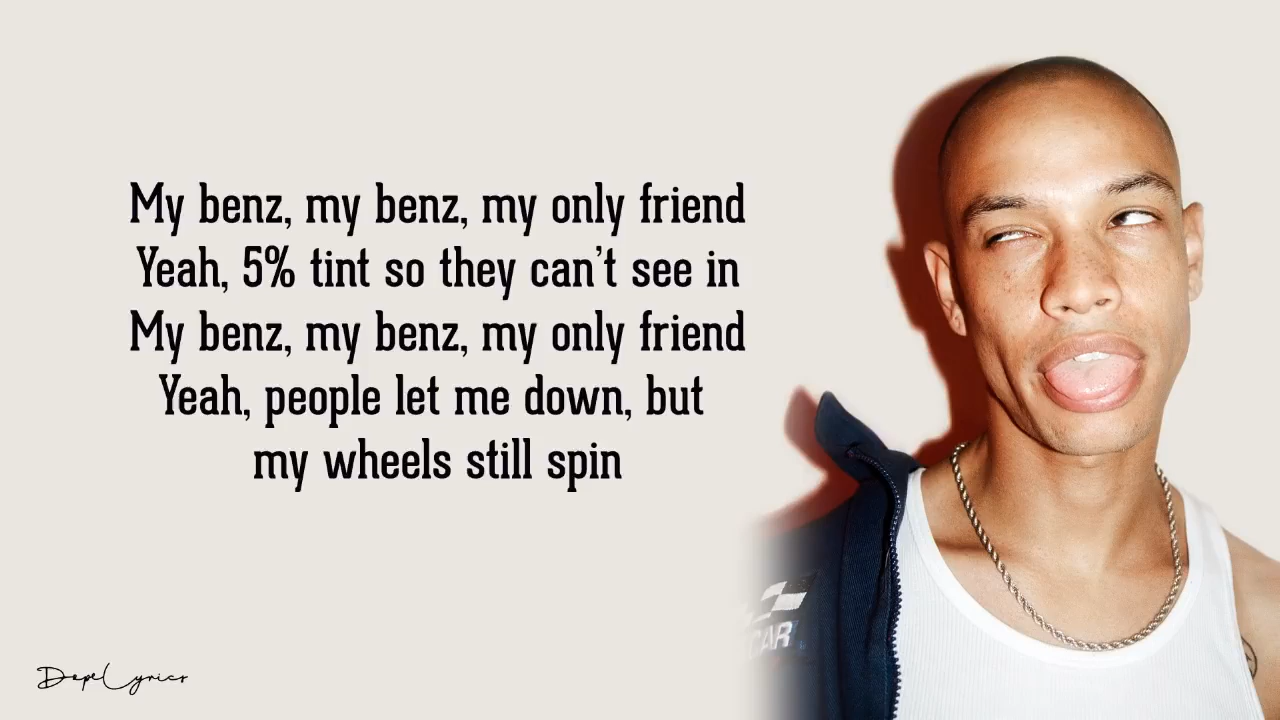 My benz, my benz, my only friend
Yeah, 5% tint so they can't see in
My benz, my benz, my only friend
Yeah, people let me down, but
my wheels still spin
CAR
DopeLyrics